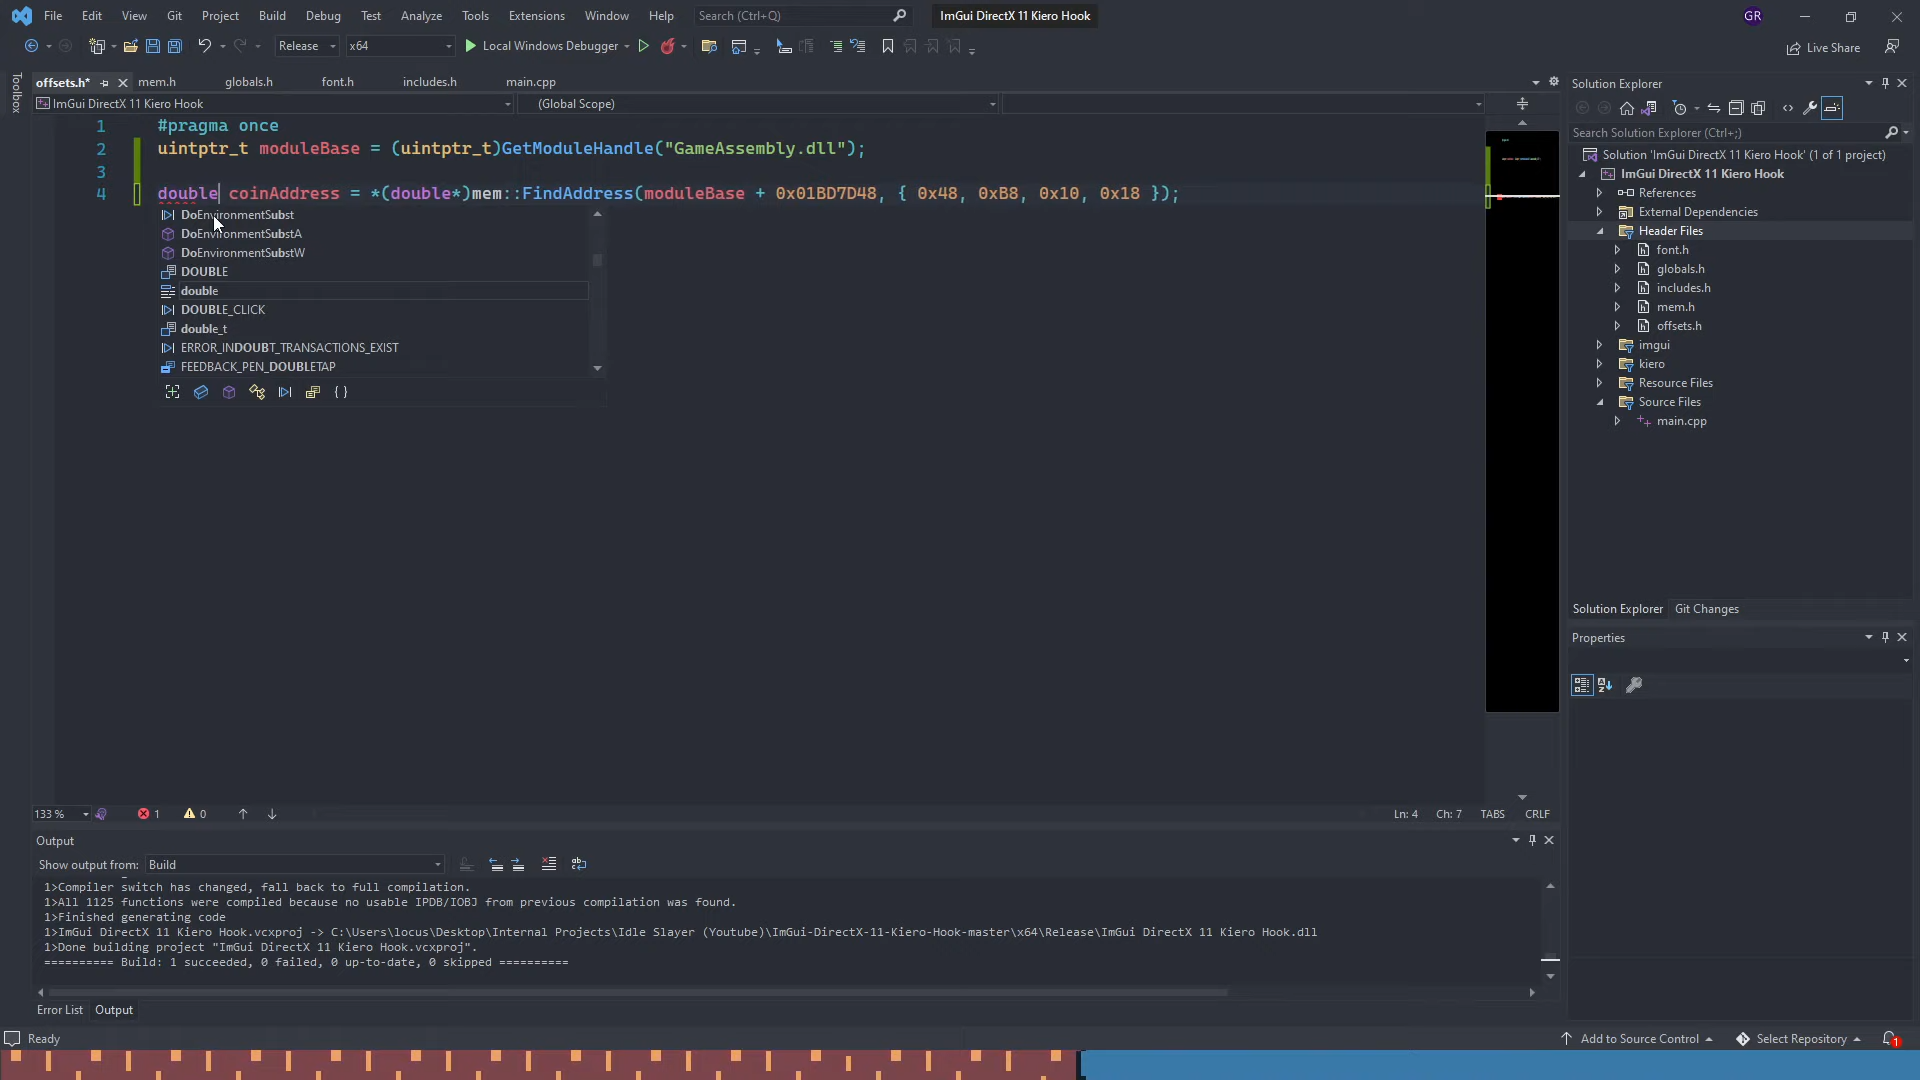 File Edit View Git Project Build Debug Test Analyze Tools Extensions Window Help Search (Ctrl+Q) ImGui DirectX 11 Kiero Hook GR
Release x64 Local Windows Debugger Live Share
Toolbox
offsets.h* mem.h globals.h font.h includes.h main.cpp
ImGui DirectX 11 Kiero Hook (Global Scope)
1 #pragma once
2 uintptr_t moduleBase = (uintptr_t)GetModuleHandle("GameAssembly.dll");
3
4 double coinAddress = *(double*)mem::FindAddress(moduleBase + 0x01BD7D48, { 0x48, 0xB8, 0x10, 0x18 });
DoEnvironmentSubst
DoEnvironmentSubstA
DoEnvironmentSubstW
DOUBLE
double
DOUBLE_CLICK
double_t
ERROR_INDOUBT_TRANSACTIONS_EXIST
FEEDBACK_PEN_DOUBLETAP
133 % 1 0 Ln: 4 Ch: 7 TABS CRLF
Output
Show output from: Build
1>Compiler switch has changed, fall back to full compilation.
1>All 1125 functions were compiled because no usable IPDB/IOBJ from previous compilation was found.
1>Finished generating code
1>ImGui DirectX 11 Kiero Hook.vcxproj -> C:\Users\locus\Desktop\Internal Projects\Idle Slayer (Youtube)\ImGui-DirectX-11-Kiero-Hook-master\x64\Release\ImGui DirectX 11 Kiero Hook.dll
1>Done building project "ImGui DirectX 11 Kiero Hook.vcxproj".
========== Build: 1 succeeded, 0 failed, 0 up-to-date, 0 skipped ==========
Error List Output
Solution Explorer
Search Solution Explorer (Ctrl+;)
Solution 'ImGui DirectX 11 Kiero Hook' (1 of 1 project)
ImGui DirectX 11 Kiero Hook
References
External Dependencies
Header Files
font.h
globals.h
includes.h
mem.h
offsets.h
imgui
kiero
Resource Files
Source Files
main.cpp
Solution Explorer Git Changes
Properties
Ready Add to Source Control Select Repository 1